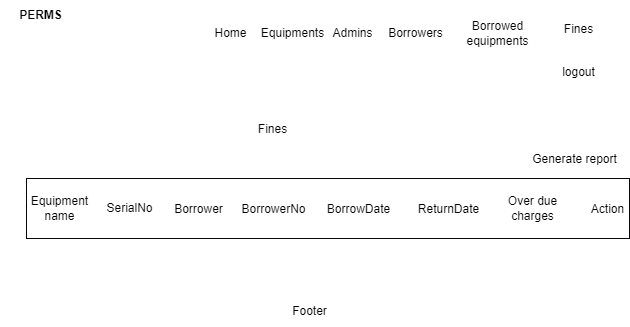 PERMS
Home Equipments Admins Borrowers Borrowed equipments Fines
logout
Fines
Generate report
Equipment name SerialNo Borrower BorrowerNo BorrowDate ReturnDate Over due charges Action
Footer